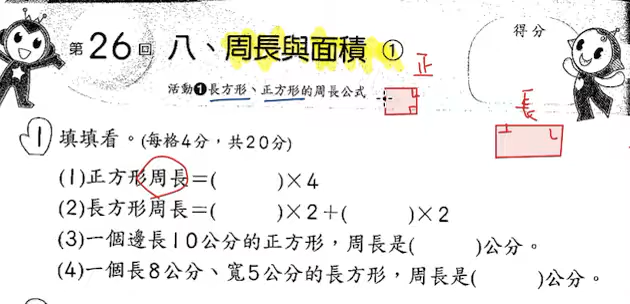 第26回 八、周長與面積 ①
得分
正
活動❶長方形、正方形的周長公式
長
1 填填看。(每格4分，共20分)
(1)正方形周長=( )×4
(2)長方形周長=( )×2+( )×2
(3)一個邊長10公分的正方形，周長是( )公分。
(4)一個長8公分、寬5公分的長方形，周長是( )公分。